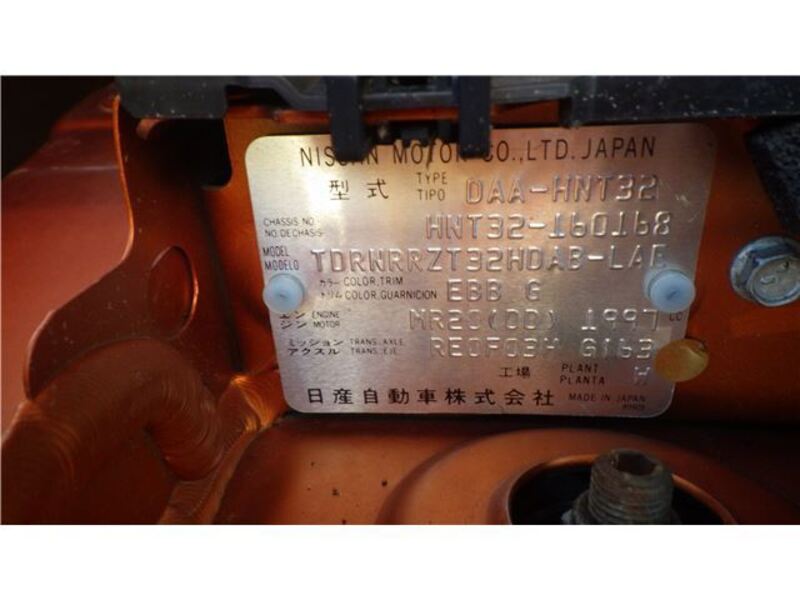 NISSAN MOTOR CO.,LTD. JAPAN
型式 TYPE TIPO DAA-HNT32
CHASSIS NO. NO. DE CHASIS HNT32-160168
MODEL MODELO TDRNRRZT32HDAB-LAE
カラー COLOR,TRIM トリム COLOR,GUARNICION EBB G
エンジン ENGINE MOTOR MR20(DD) 1997 CC
ミッション アクスル TRANS. AXLE TRANS. EJE G163
工場 PLANT PLANTA
日産自動車株式会社 MADE IN JAPAN